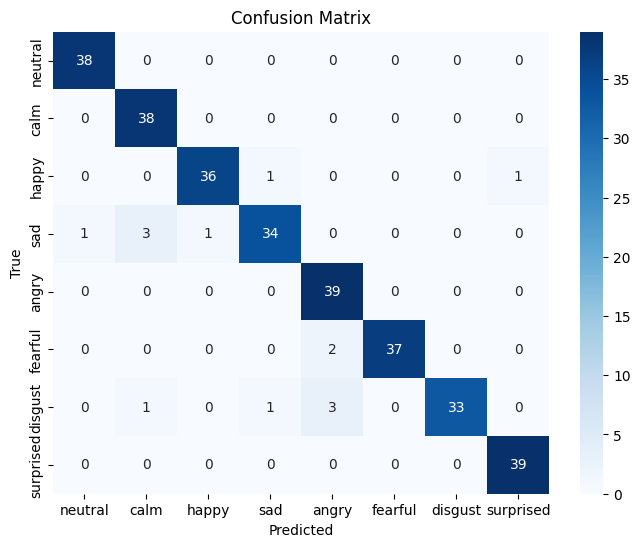 Confusion Matrix
True
neutral 38 0 0 0 0 0 0 0
calm 0 38 0 0 0 0 0 0
happy 0 0 36 1 0 0 0 1
sad 1 3 1 34 0 0 0 0
angry 0 0 0 0 39 0 0 0
fearful 0 0 0 0 2 37 0 0
disgust 0 1 0 1 3 0 33 0
surprised 0 0 0 0 0 0 0 39
neutral calm happy sad angry fearful disgust surprised
Predicted
35
30
25
20
15
10
5
0